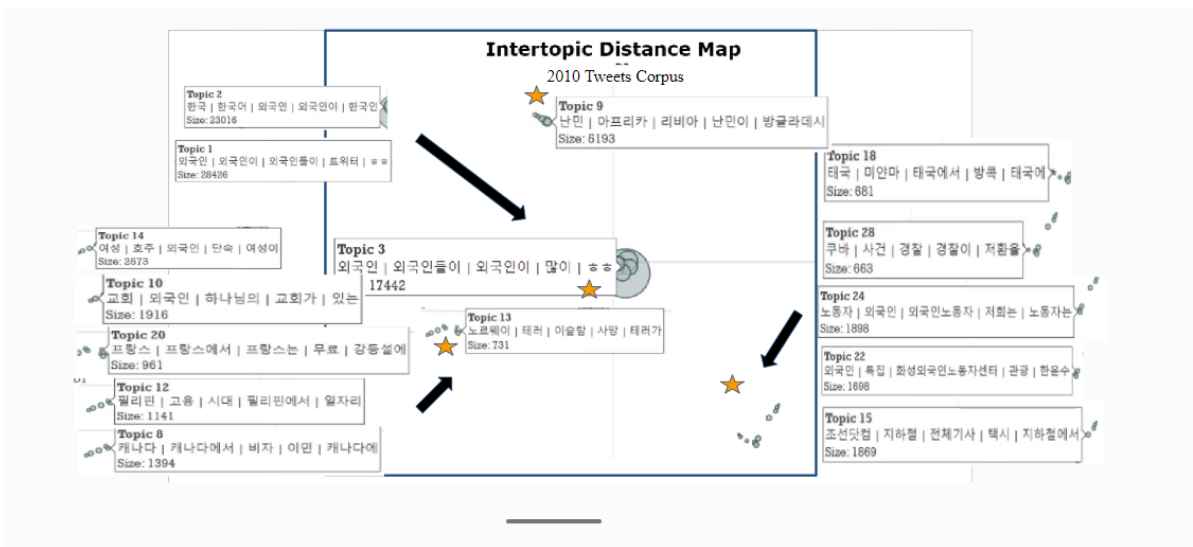 Intertopic Distance Map
2010 Tweets Corpus
Topic 2
한국 | 한국어 | 외국인 | 외국인이 | 한국인
Size: 23016
Topic 1
외국인 | 외국인이 | 외국인들이 | 트위터 | ㅎㅎ
Size: 28426
Topic 9
난민 | 아프리카 | 리비아 | 난민이 | 방글라데시
Size: 5193
Topic 18
태국 | 미얀마 | 태국에서 | 방콕 | 태국에
Size: 681
Topic 14
여성 | 호주 | 외국인 | 단속 | 여성이
Size: 2673
Topic 3
외국인 | 외국인들이 | 외국인이 | 많이 | ㅎㅎ
17442
Topic 28
쿠바 | 사건 | 경찰 | 경찰이 | 저환율
Size: 663
Topic 10
교회 | 외국인 | 하나님의 | 교회가 | 있는
Size: 1916
Topic 13
노르웨이 | 테러 | 이슬람 | 사망 | 테러가
Size: 731
Topic 24
노동자 | 외국인 | 외국인노동자 | 저희는 | 노동자는
Size: 1898
Topic 20
프랑스 | 프랑스에서 | 프랑스는 | 무료 | 강등설에
Size: 961
Topic 22
외국인 | 특집 | 화성외국인노동자센터 | 관광 | 한윤수
Size: 1698
Topic 12
필리핀 | 고용 | 시대 | 필리핀에서 | 일자리
Size: 1141
Topic 15
조선닷컴 | 지하철 | 전체기사 | 택시 | 지하철에서
Size: 1869
Topic 8
캐나다 | 캐나다에서 | 비자 | 이민 | 캐나다에
Size: 1394